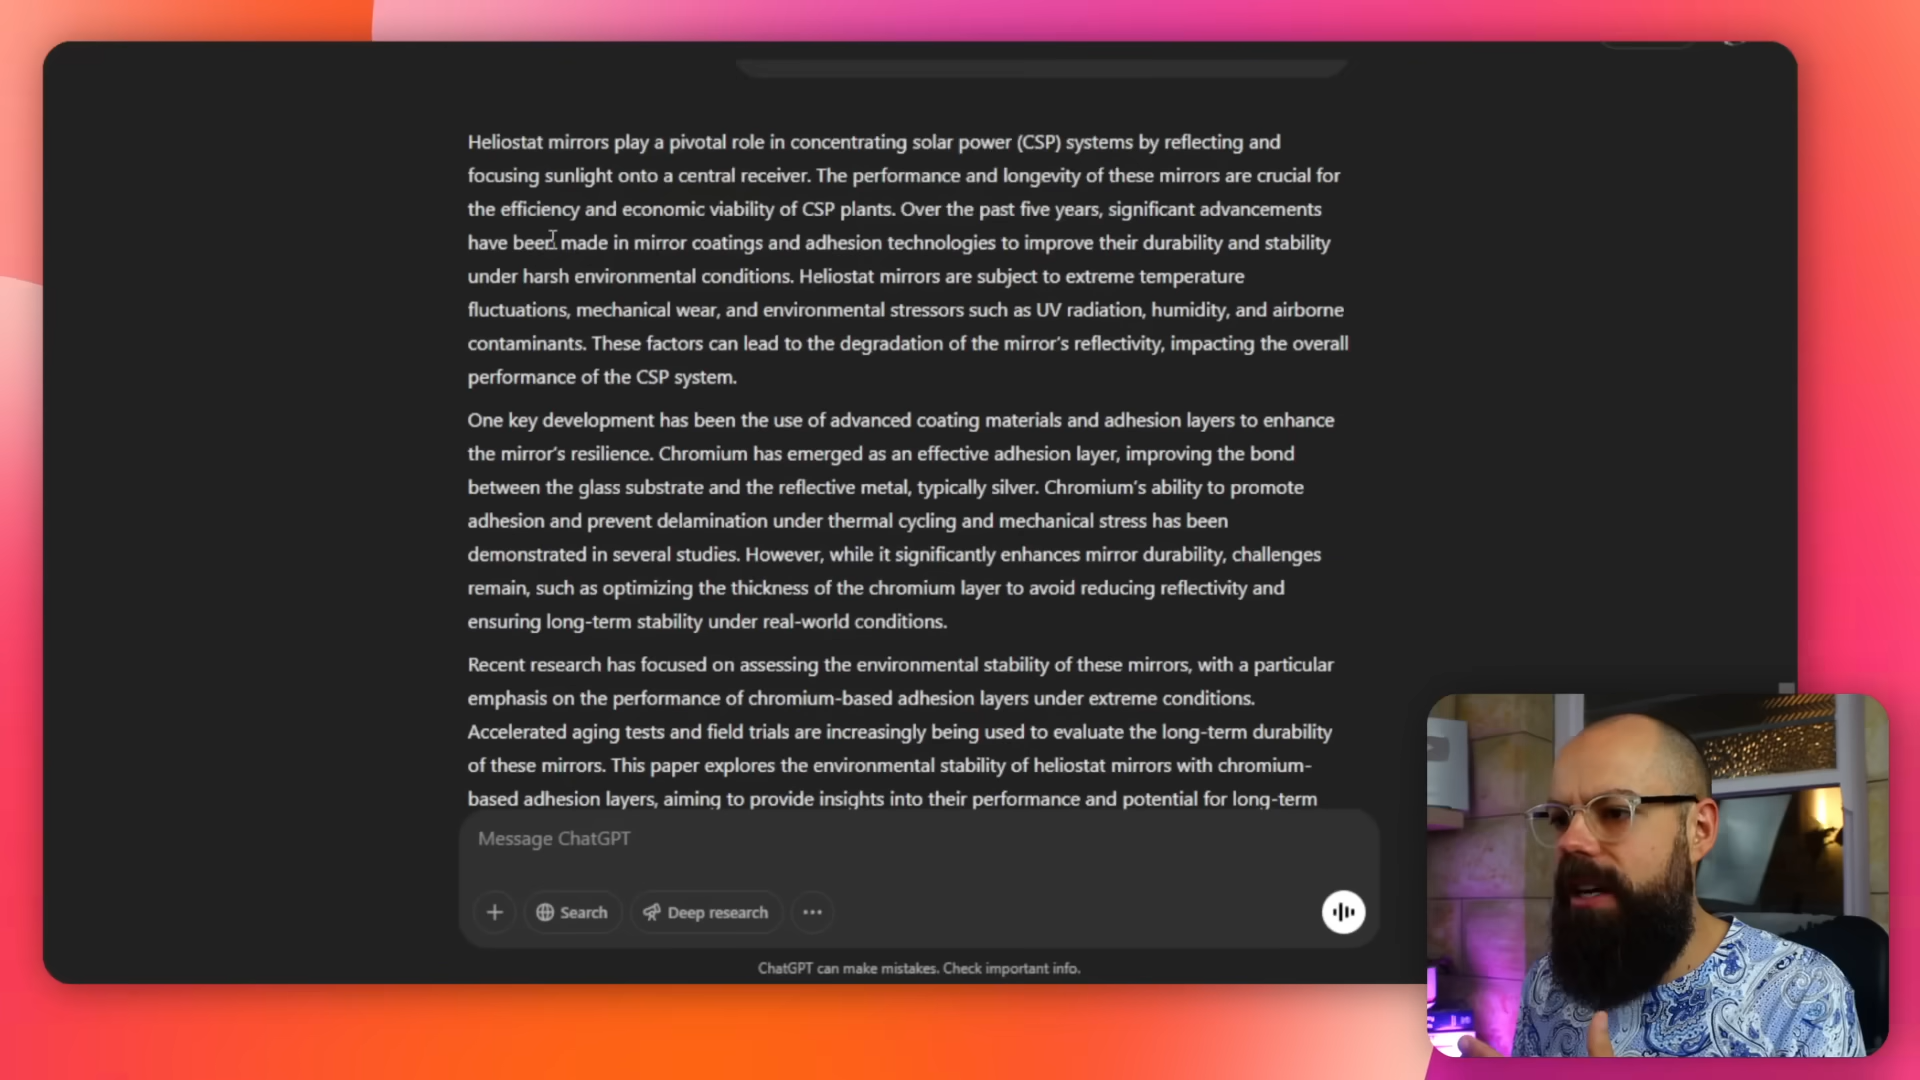 Heliostat mirrors play a pivotal role in concentrating solar power (CSP) systems by reflecting and
focusing sunlight onto a central receiver. The performance and longevity of these mirrors are crucial for
the efficiency and economic viability of CSP plants. Over the past five years, significant advancements
have been made in mirror coatings and adhesion technologies to improve their durability and stability
under harsh environmental conditions. Heliostat mirrors are subject to extreme temperature
fluctuations, mechanical wear, and environmental stressors such as UV radiation, humidity, and airborne
contaminants. These factors can lead to the degradation of the mirror’s reflectivity, impacting the overall
performance of the CSP system.
One key development has been the use of advanced coating materials and adhesion layers to enhance
the mirror’s resilience. Chromium has emerged as an effective adhesion layer, improving the bond
between the glass substrate and the reflective metal, typically silver. Chromium’s ability to promote
adhesion and prevent delamination under thermal cycling and mechanical stress has been
demonstrated in several studies. However, while it significantly enhances mirror durability, challenges
remain, such as optimizing the thickness of the chromium layer to avoid reducing reflectivity and
ensuring long-term stability under real-world conditions.
Recent research has focused on assessing the environmental stability of these mirrors, with a particular
emphasis on the performance of chromium-based adhesion layers under extreme conditions.
Accelerated aging tests and field trials are increasingly being used to evaluate the long-term durability
of these mirrors. This paper explores the environmental stability of heliostat mirrors with chromium-
based adhesion layers, aiming to provide insights into their performance and potential for long-term
Message ChatGPT
Search
Deep research
ChatGPT can make mistakes. Check important info.